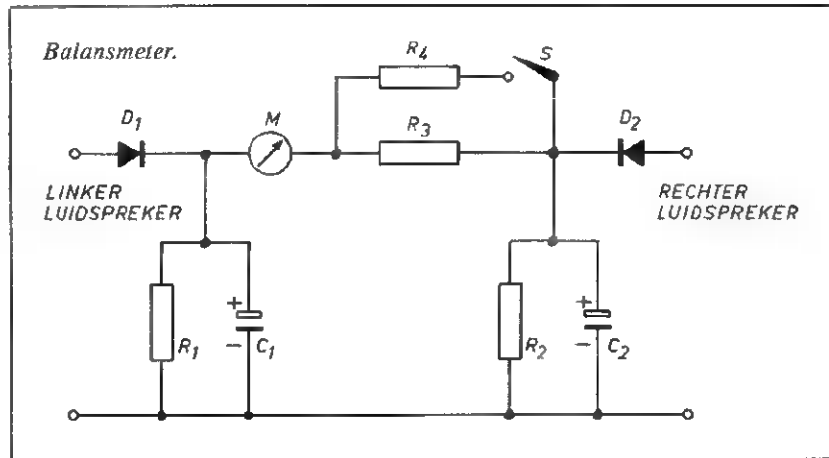 Balansmeter.
R4
S
D1
M
R3
D2
LINKER
LUIDSPREKER
RECHTER
LUIDSPREKER
+
R1
−
C1
+
R2
−
C2